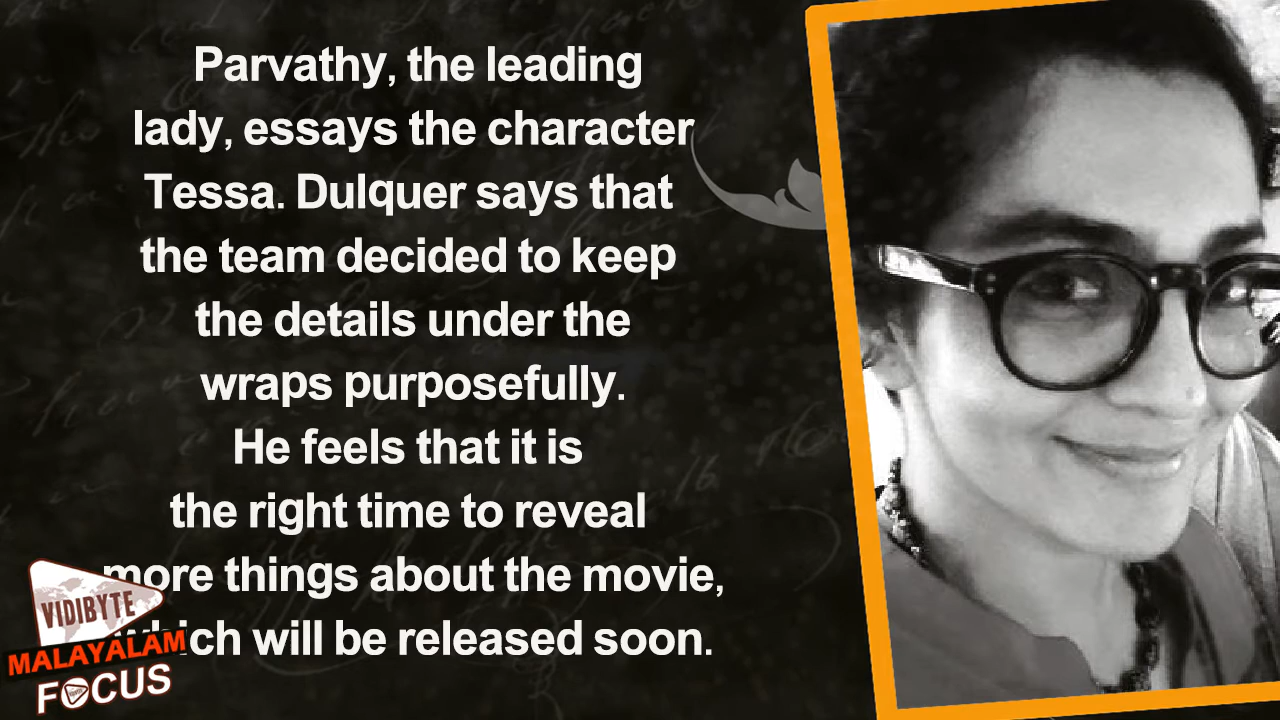 Parvathy, the leading
lady, essays the character
Tessa. Dulquer says that
the team decided to keep
the details under the
wraps purposefully.
He feels that it is
the right time to reveal
more things about the movie,
which will be released soon.
VIDIBYTE
MALAYALAM
FOCUS